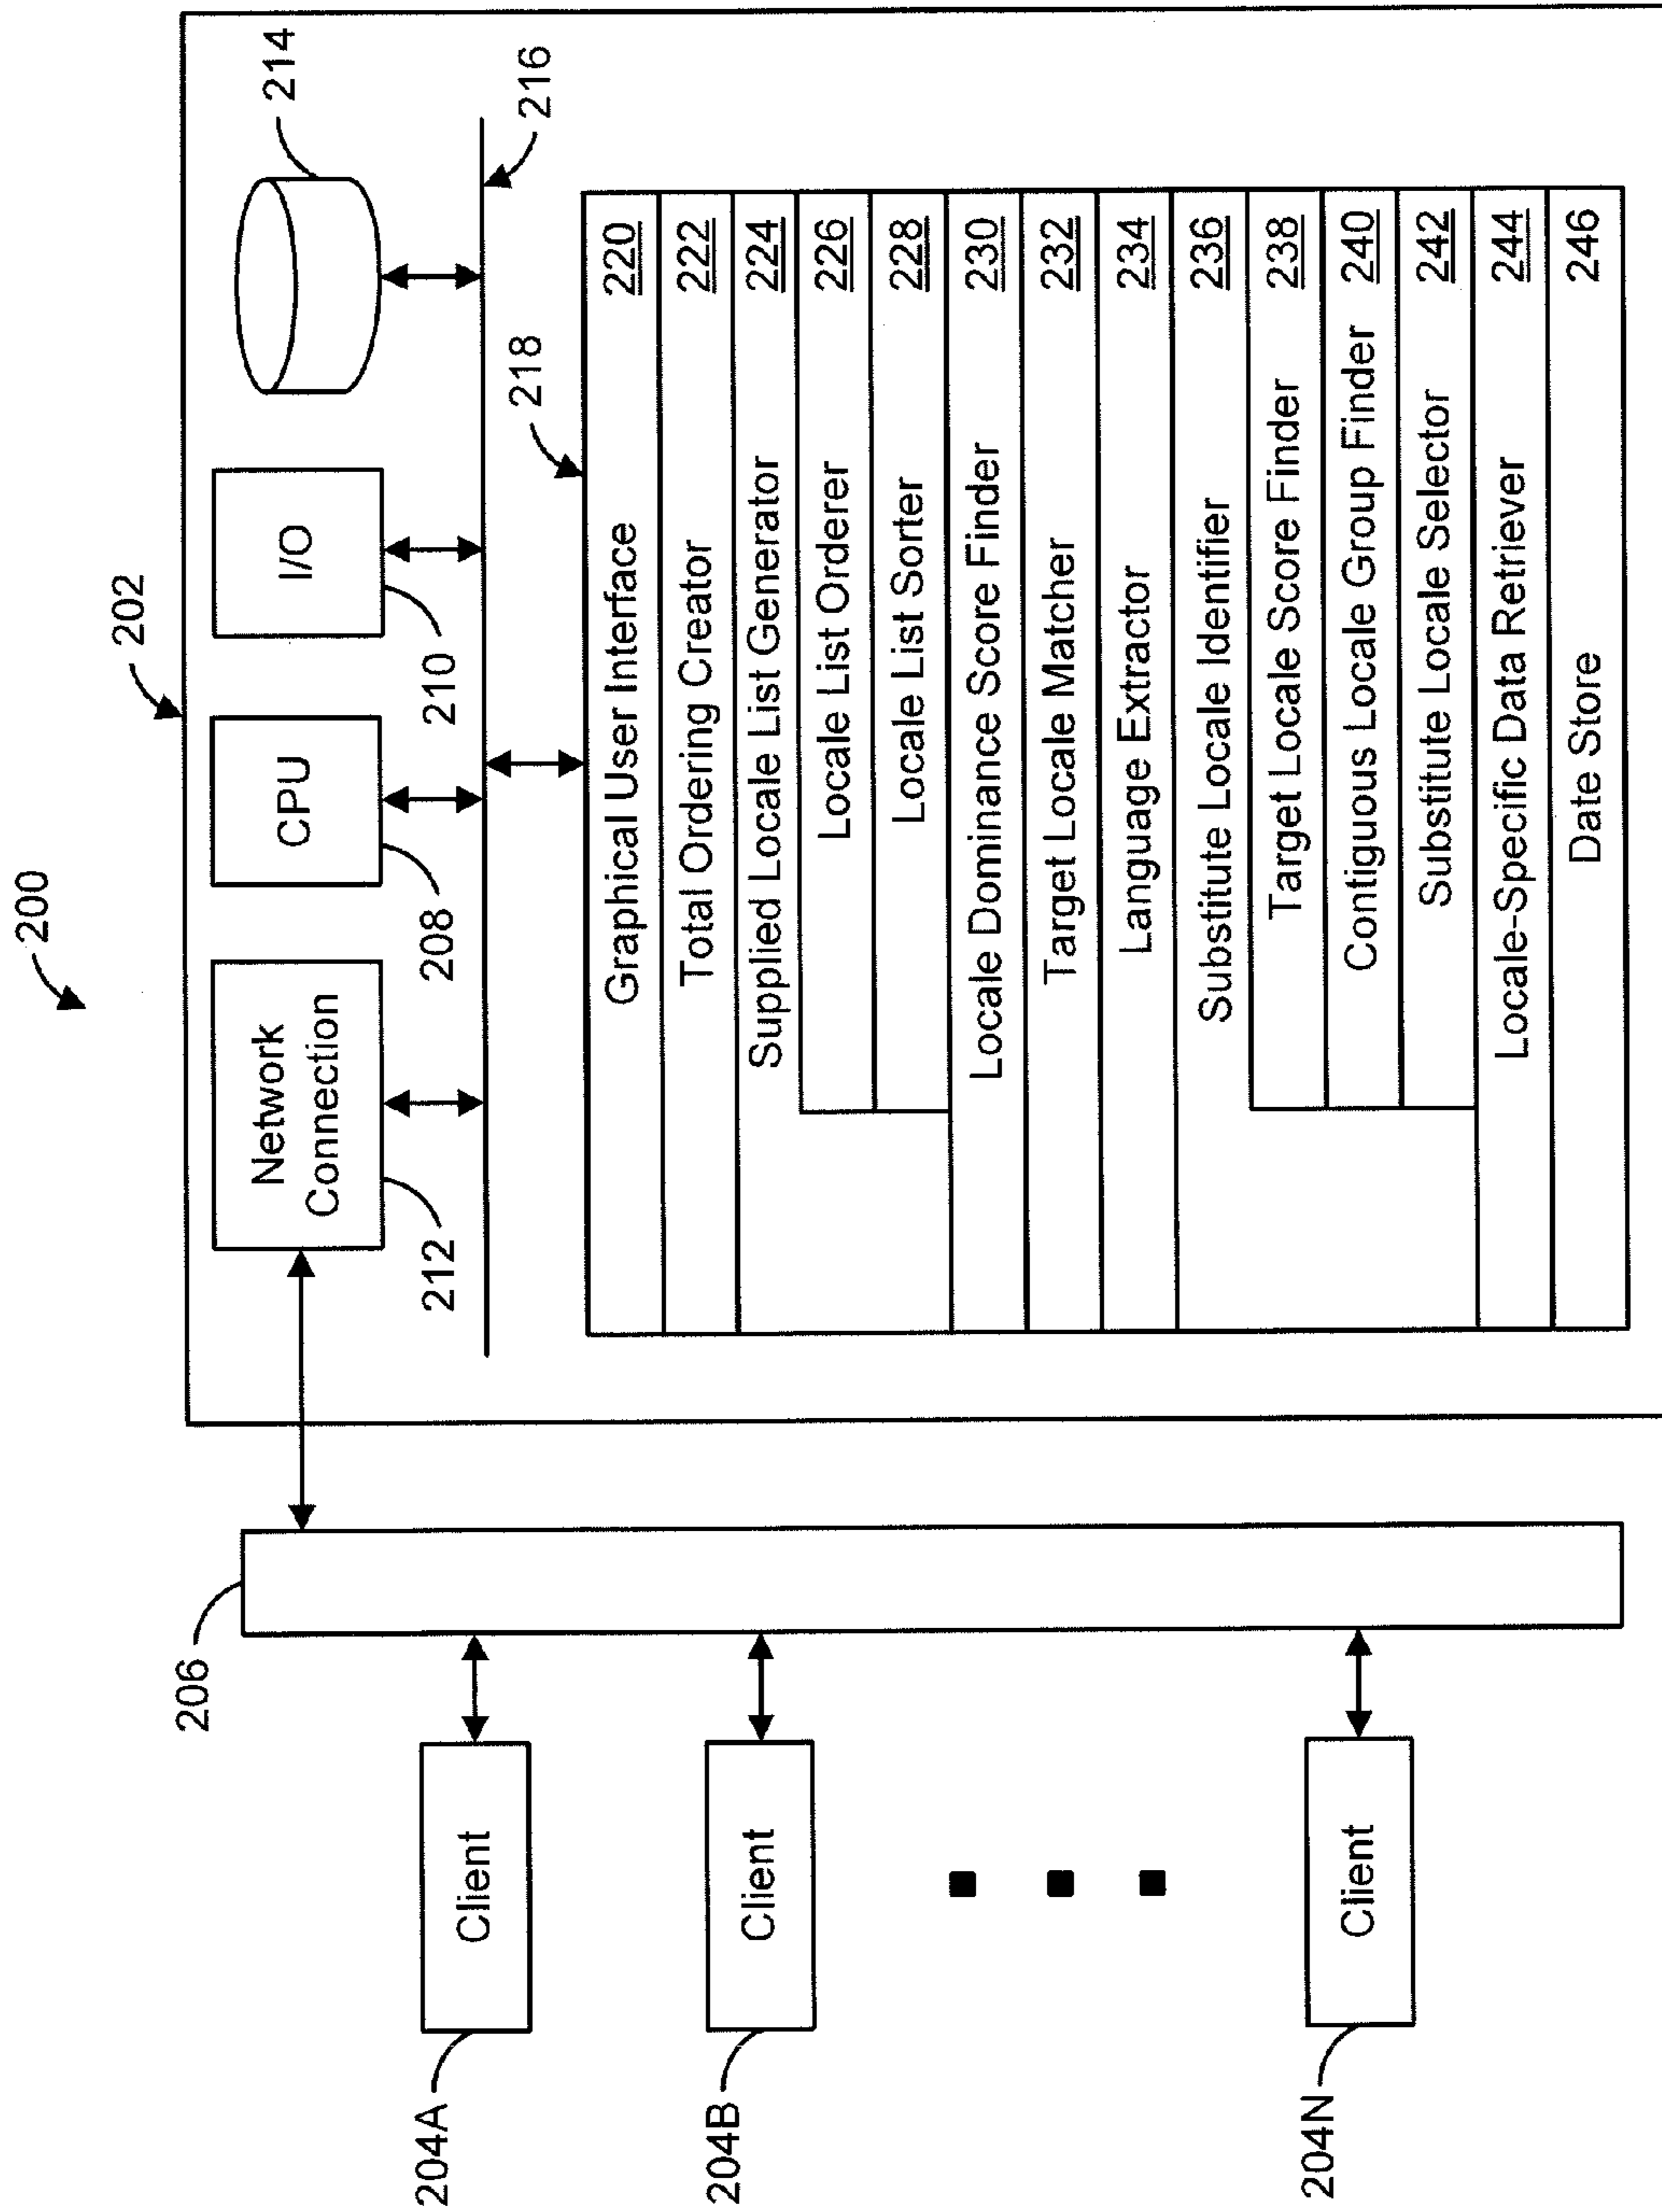 200
202
Network
Connection
CPU
I/O
212
208
210
214
216
218
Graphical User Interface 220
Total Ordering Creator 222
Supplied Locale List Generator 224
Locale List Orderer 226
Locale List Sorter 228
Locale Dominance Score Finder 230
Target Locale Matcher 232
Language Extractor 234
Substitute Locale Identifier 236
Target Locale Score Finder 238
Contiguous Locale Group Finder 240
Substitute Locale Selector 242
Locale-Specific Data Retriever 244
Date Store 246
206
Client
204A
Client
204B
Client
204N